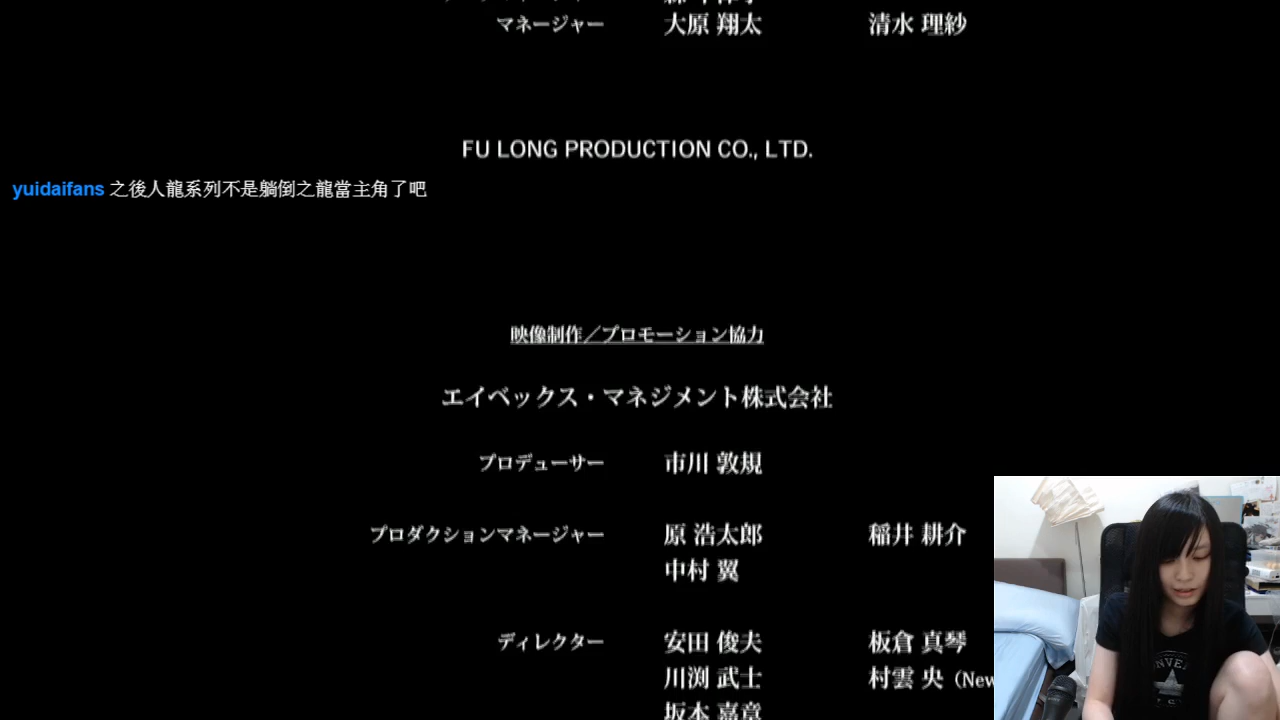 マネージャー 大原 翔太 清水 理紗
FU LONG PRODUCTION CO., LTD.
yuidaifans 之後人龍系列不是躺倒之龍當主角了吧
映像制作／プロモーション協力
エイベックス・マネジメント株式会社
プロデューサー 市川 敦規
プロダクションマネージャー 原 浩太郎 稲井 耕介
中村 翼
ディレクター 安田 俊夫 板倉 真琴
川渕 武士 村雲 央（New
坂本 嘉章